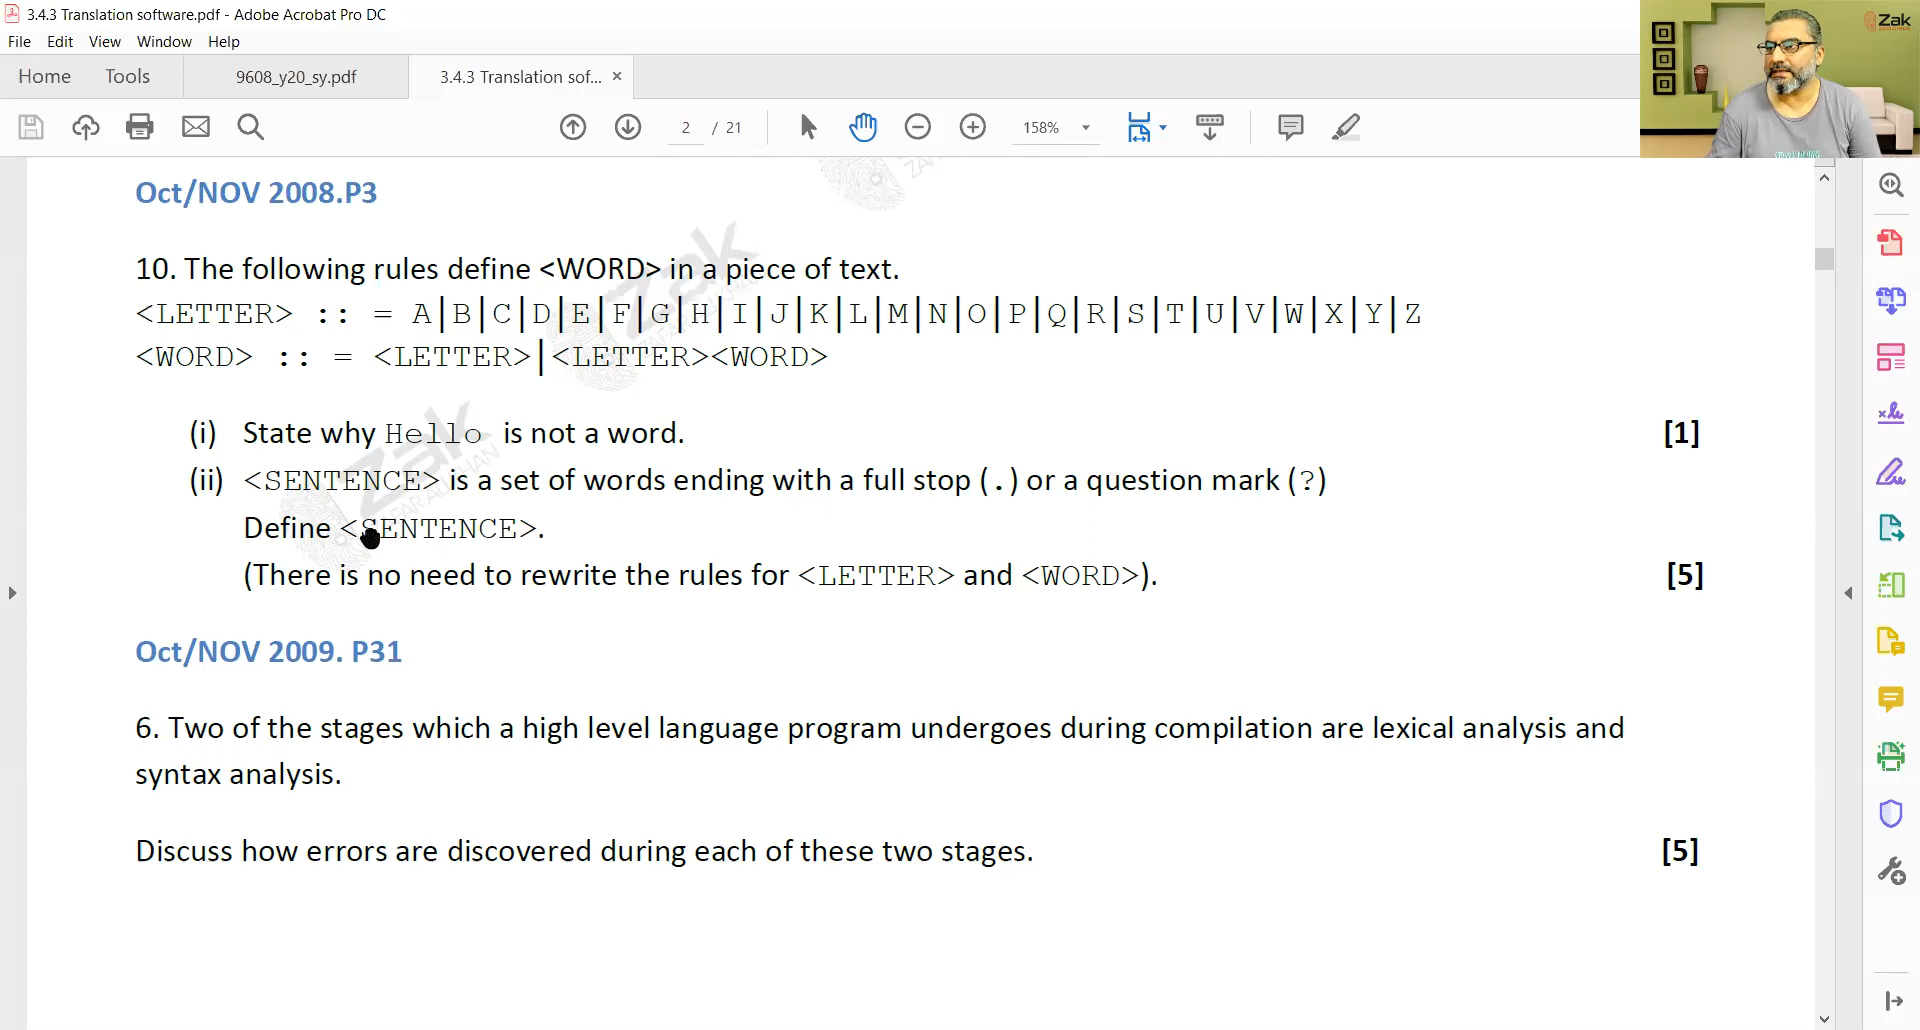 3.4.3 Translation software.pdf - Adobe Acrobat Pro DC
File Edit View Window Help
Home Tools 9608_y20_sy.pdf 3.4.3 Translation sof... ×
2 / 21 158%
Zak
Oct/NOV 2008.P3
10. The following rules define <WORD> in a piece of text.
<LETTER> :: = A|B|C|D|E|F|G|H|I|J|K|L|M|N|O|P|Q|R|S|T|U|V|W|X|Y|Z
<WORD> :: = <LETTER>|<LETTER><WORD>
(i) State why Hello is not a word. [1]
(ii) <SENTENCE> is a set of words ending with a full stop (.) or a question mark (?)
Define <SENTENCE>.
(There is no need to rewrite the rules for <LETTER> and <WORD>). [5]
Oct/NOV 2009. P31
6. Two of the stages which a high level language program undergoes during compilation are lexical analysis and
syntax analysis.
Discuss how errors are discovered during each of these two stages. [5]